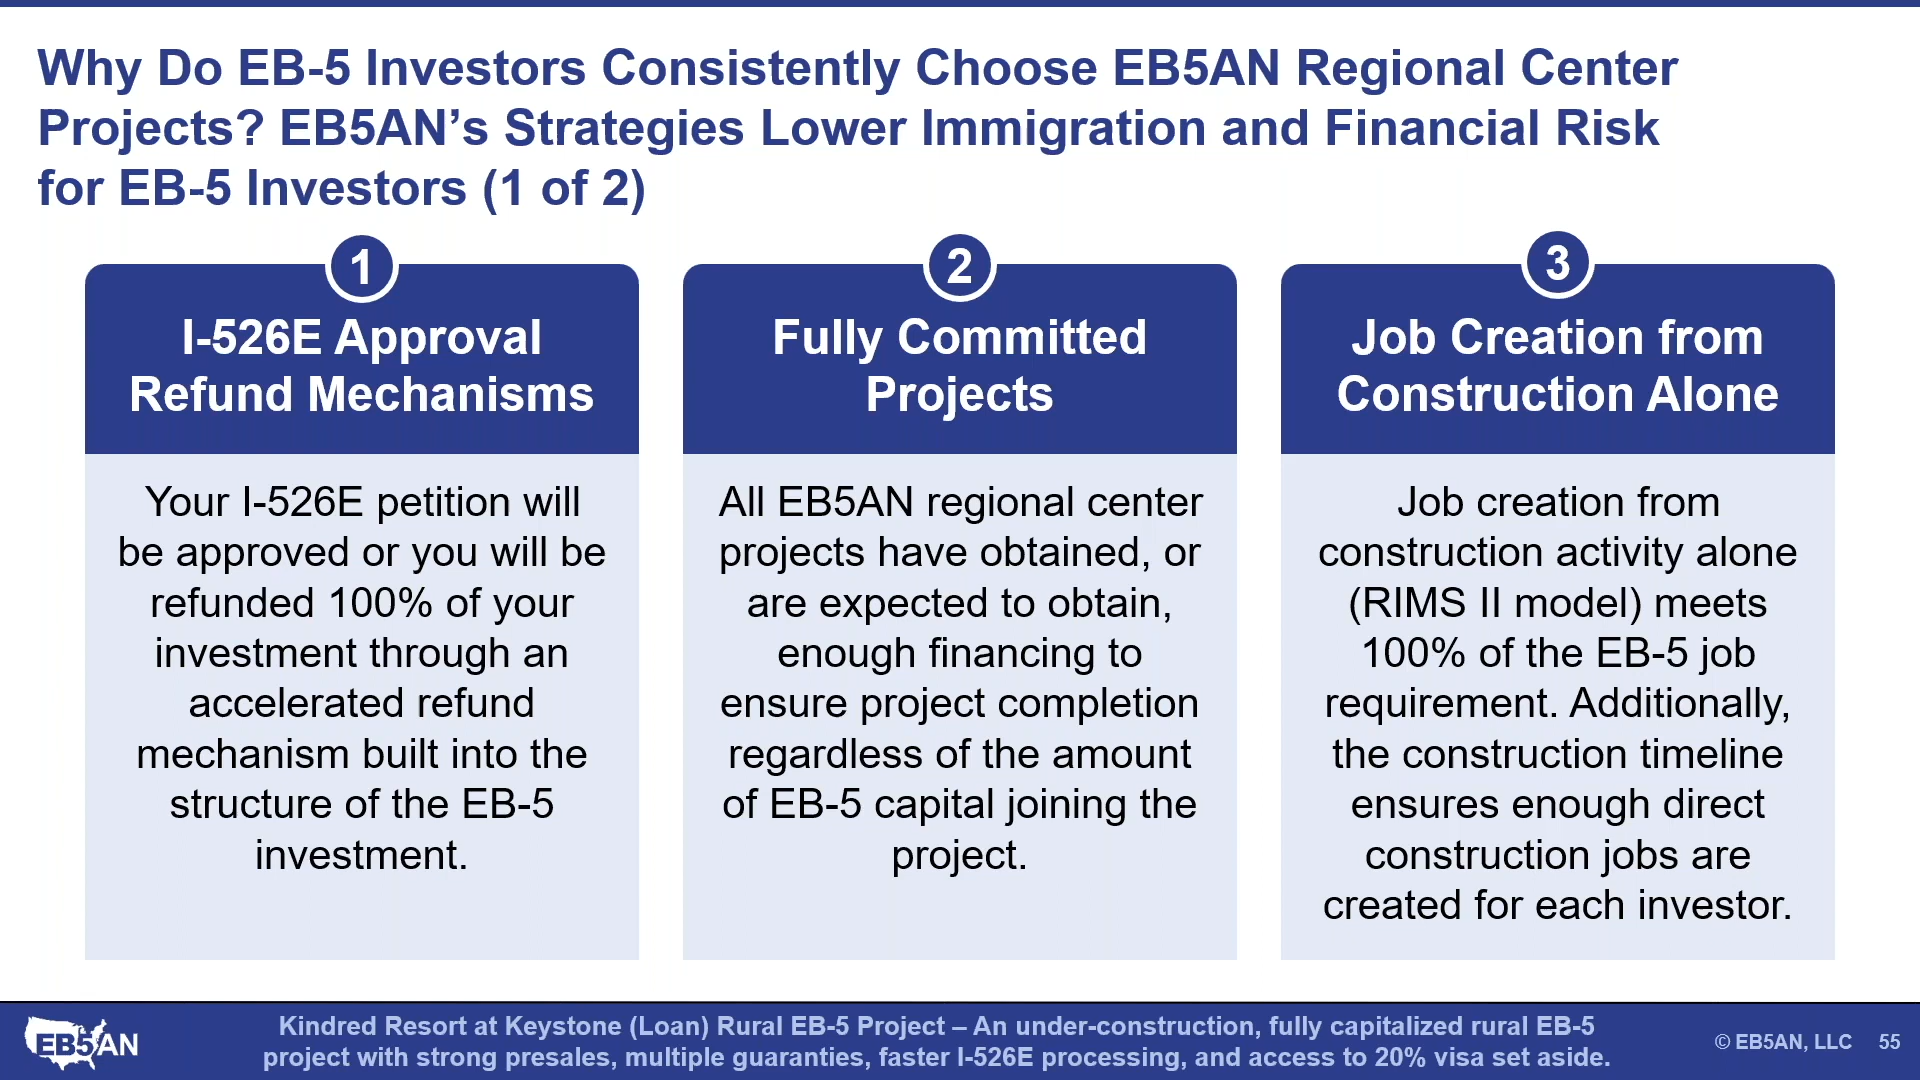 Why Do EB-5 Investors Consistently Choose EB5AN Regional Center
Projects? EB5AN’s Strategies Lower Immigration and Financial Risk
for EB-5 Investors (1 of 2)
1
I-526E Approval
Refund Mechanisms
Your I-526E petition will
be approved or you will be
refunded 100% of your
investment through an
accelerated refund
mechanism built into the
structure of the EB-5
investment.
2
Fully Committed
Projects
All EB5AN regional center
projects have obtained, or
are expected to obtain,
enough financing to
ensure project completion
regardless of the amount
of EB-5 capital joining the
project.
3
Job Creation from
Construction Alone
Job creation from
construction activity alone
(RIMS II model) meets
100% of the EB-5 job
requirement. Additionally,
the construction timeline
ensures enough direct
construction jobs are
created for each investor.
EB5AN
Kindred Resort at Keystone (Loan) Rural EB-5 Project – An under-construction, fully capitalized rural EB-5
project with strong presales, multiple guaranties, faster I-526E processing, and access to 20% visa set aside.
© EB5AN, LLC 55